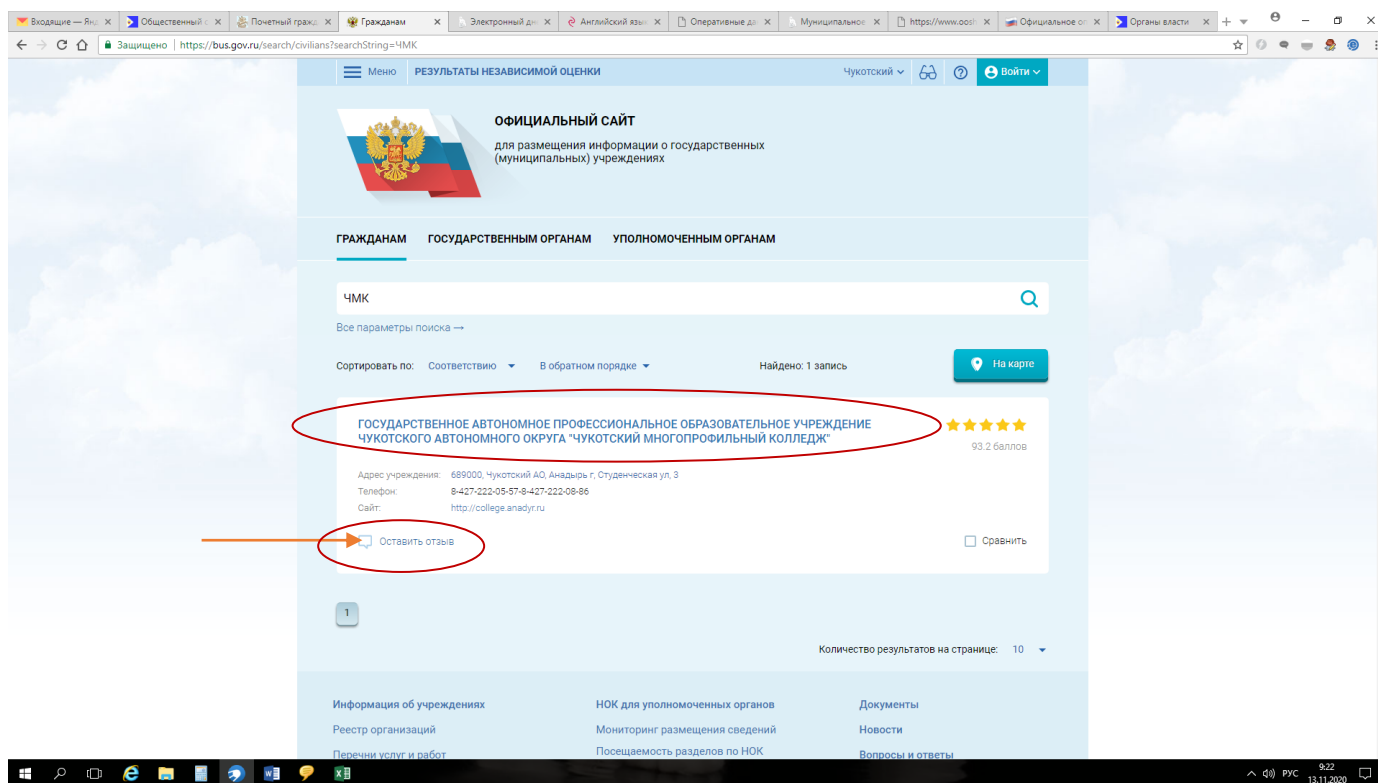 Входящие — Янд
Общественный с
Почетный гражд
Гражданам
Электронный дн
Английский язы
Оперативные да
Муниципальное
https://www.oosh
Официальное оп
Органы власти
Защищено
https://bus.gov.ru/search/civilians?searchString=ЧМК
Меню
РЕЗУЛЬТАТЫ НЕЗАВИСИМОЙ ОЦЕНКИ
Чукотский
Войти
ОФИЦИАЛЬНЫЙ САЙТ
для размещения информации о государственных
(муниципальных) учреждениях
ГРАЖДАНАМ
ГОСУДАРСТВЕННЫМ ОРГАНАМ
УПОЛНОМОЧЕННЫМ ОРГАНАМ
ЧМК
Все параметры поиска →
Сортировать по: Соответствию
В обратном порядке
Найдено: 1 запись
На карте
ГОСУДАРСТВЕННОЕ АВТОНОМНОЕ ПРОФЕССИОНАЛЬНОЕ ОБРАЗОВАТЕЛЬНОЕ УЧРЕЖДЕНИЕ
ЧУКОТСКОГО АВТОНОМНОГО ОКРУГА "ЧУКОТСКИЙ МНОГОПРОФИЛЬНЫЙ КОЛЛЕДЖ"
93.2 баллов
Адрес учреждения: 689000, Чукотский АО, Анадырь г, Студенческая ул, 3
Телефон: 8-427-222-05-57-8-427-222-08-86
Сайт: http://college.anadyr.ru
Оставить отзыв
Сравнить
1
Количество результатов на странице: 10
Информация об учреждениях
НОК для уполномоченных органов
Документы
Реестр организаций
Мониторинг размещения сведений
Новости
Перечни услуг и работ
Посещаемость разделов по НОК
Вопросы и ответы
РУС
9:22
13.11.2020